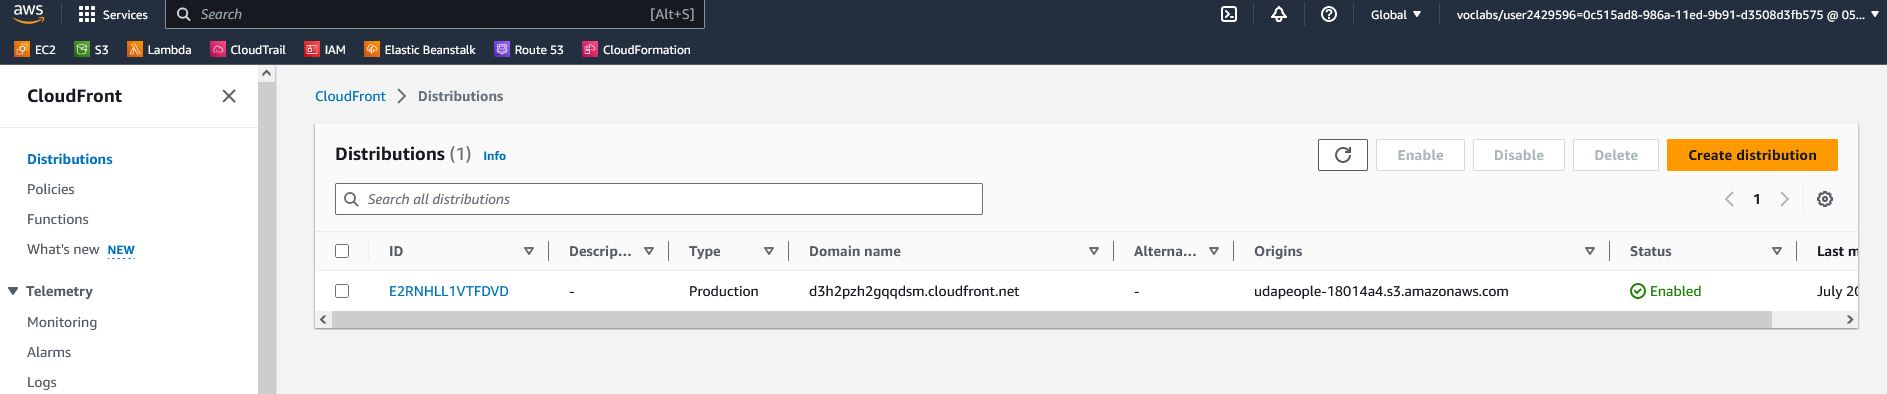 aws Services Search [Alt+S] Global voclabs/user2429596=0c515ad8-986a-11ed-9b91-d3508d3fb575 @ 05...
EC2 S3 Lambda CloudTrail IAM Elastic Beanstalk Route 53 CloudFormation
CloudFront
Distributions
Policies
Functions
What's new NEW
Telemetry
Monitoring
Alarms
Logs
CloudFront Distributions
Distributions (1) Info Enable Disable Delete Create distribution
Search all distributions 1
ID Descrip... Type Domain name Alterna... Origins Status Last m
E2RNHLL1VTFDVD - Production d3h2pzh2gqqdsm.cloudfront.net - udapeople-18014a4.s3.amazonaws.com Enabled July 20